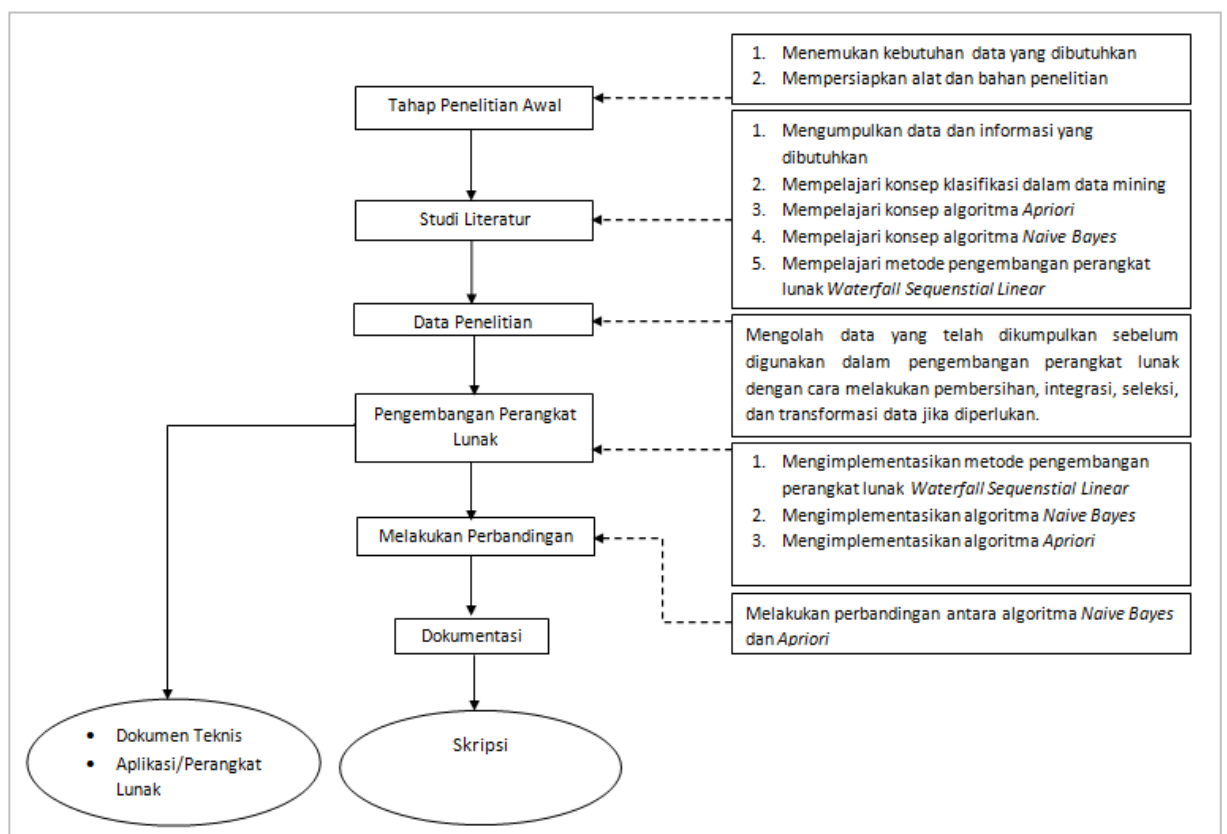 Tahap Penelitian Awal
1. Menemukan kebutuhan data yang dibutuhkan
2. Mempersiapkan alat dan bahan penelitian
Studi Literatur
1. Mengumpulkan data dan informasi yang
dibutuhkan
2. Mempelajari konsep klasifikasi dalam data mining
3. Mempelajari konsep algoritma Apriori
4. Mempelajari konsep algoritma Naive Bayes
5. Mempelajari metode pengembangan perangkat
lunak Waterfall Sequenstial Linear
Data Penelitian
Mengolah data yang telah dikumpulkan sebelum
digunakan dalam pengembangan perangkat lunak
dengan cara melakukan pembersihan, integrasi, seleksi,
dan transformasi data jika diperlukan.
Pengembangan Perangkat
Lunak
1. Mengimplementasikan metode pengembangan
perangkat lunak Waterfall Sequenstial Linear
2. Mengimplementasikan algoritma Naive Bayes
3. Mengimplementasikan algoritma Apriori
Melakukan Perbandingan
Melakukan perbandingan antara algoritma Naive Bayes
dan Apriori
Dokumentasi
• Dokumen Teknis
• Aplikasi/Perangkat
Lunak
Skripsi